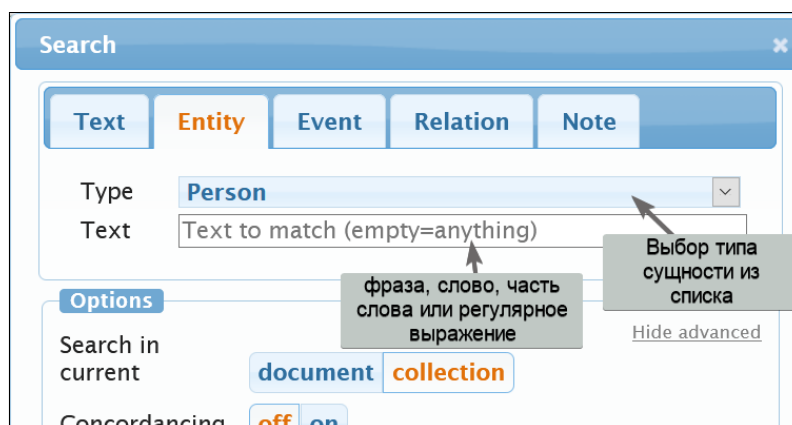 Search
Text Entity Event Relation Note
Type Person
Text Text to match (empty=anything)
Выбор типа
сущности из
списка
фраза, слово, часть
слова или регулярное
выражение
Options
Hide advanced
Search in
current document collection
Concordancing off on